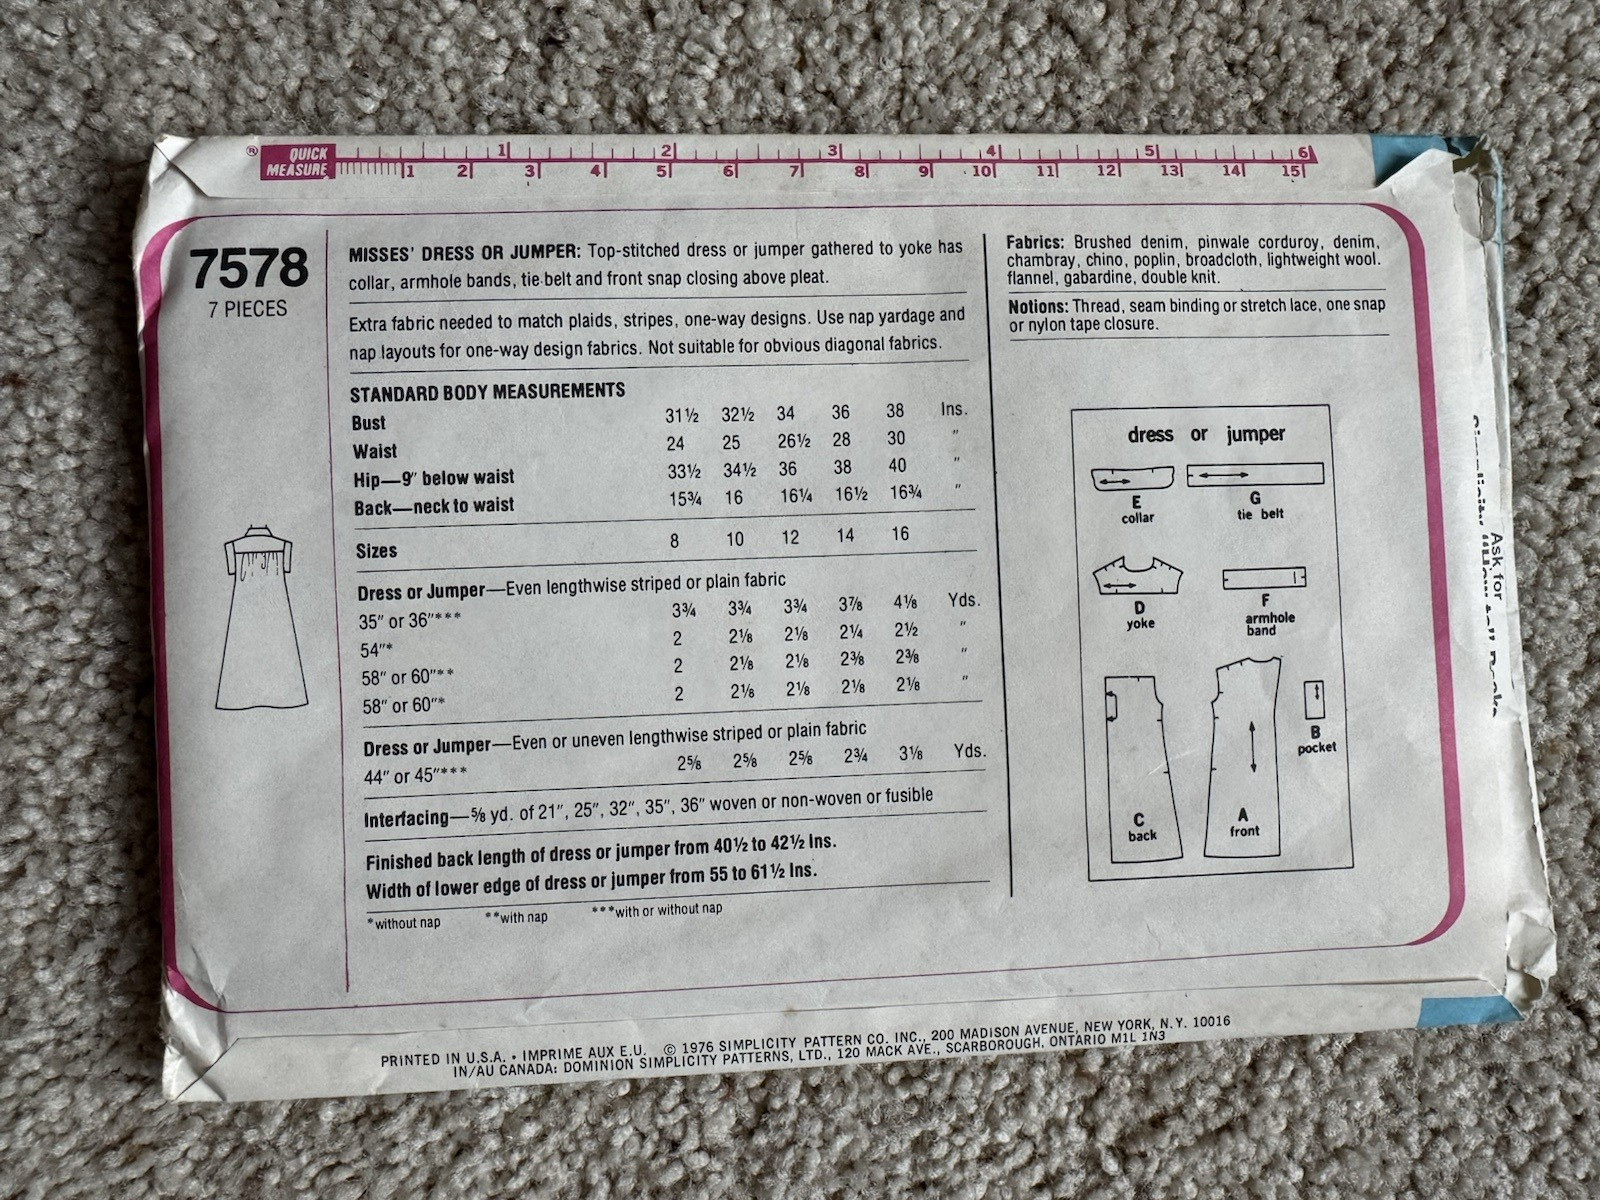 ® QUICK MEASURE 1 2 3 4 5 6
1 2 3 4 5 6 7 8 9 10 11 12 13 14 15
7578
7 PIECES
MISSES' DRESS OR JUMPER: Top-stitched dress or jumper gathered to yoke has
collar, armhole bands, tie belt and front snap closing above pleat.
Extra fabric needed to match plaids, stripes, one-way designs. Use nap yardage and
nap layouts for one-way design fabrics. Not suitable for obvious diagonal fabrics.
STANDARD BODY MEASUREMENTS
Bust 31½ 32½ 34 36 38 Ins.
Waist 24 25 26½ 28 30 "
Hip—9" below waist 33½ 34½ 36 38 40 "
Back—neck to waist 15¾ 16 16¼ 16½ 16¾ "
Sizes 8 10 12 14 16
Dress or Jumper—Even lengthwise striped or plain fabric
35" or 36"*** 3¾ 3¾ 3¾ 3⅞ 4⅛ Yds.
54"* 2 2⅛ 2⅛ 2¼ 2½ "
58" or 60"** 2 2⅛ 2⅛ 2⅜ 2⅜ "
58" or 60"* 2 2⅛ 2⅛ 2⅛ 2⅛ "
Dress or Jumper—Even or uneven lengthwise striped or plain fabric
44" or 45"*** 2⅝ 2⅝ 2⅝ 2¾ 3⅛ Yds.
Interfacing—⅝ yd. of 21", 25", 32", 35", 36" woven or non-woven or fusible
Finished back length of dress or jumper from 40½ to 42½ Ins.
Width of lower edge of dress or jumper from 55 to 61½ Ins.
*without nap **with nap ***with or without nap
Fabrics: Brushed denim, pinwale corduroy, denim,
chambray, chino, poplin, broadcloth, lightweight wool.
flannel, gabardine, double knit.
Notions: Thread, seam binding or stretch lace, one snap
or nylon tape closure.
dress or jumper
E
collar
G
tie belt
D
yoke
F
armhole
band
C
back
A
front
B
pocket
Ask for
PRINTED IN U.S.A. • IMPRIME AUX E.U. © 1976 SIMPLICITY PATTERN CO. INC., 200 MADISON AVENUE, NEW YORK, N.Y. 10016
IN/AU CANADA: DOMINION SIMPLICITY PATTERNS, LTD., 120 MACK AVE., SCARBOROUGH, ONTARIO M1L 1N3